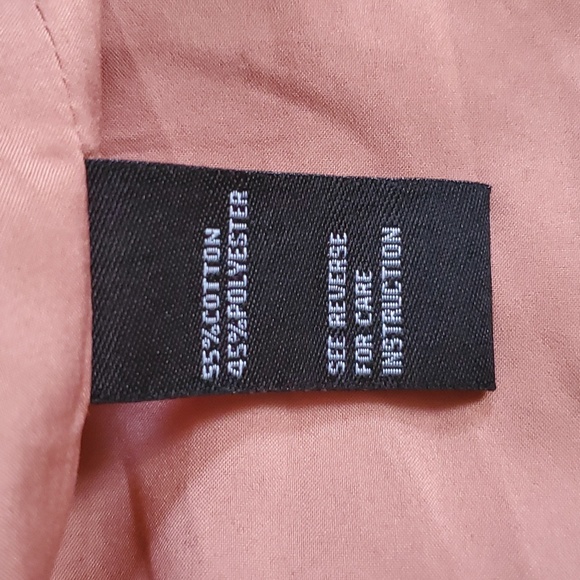 55%COTTON
45%POLYESTER
SEE REVERSE
FOR CARE
INSTRUCTION